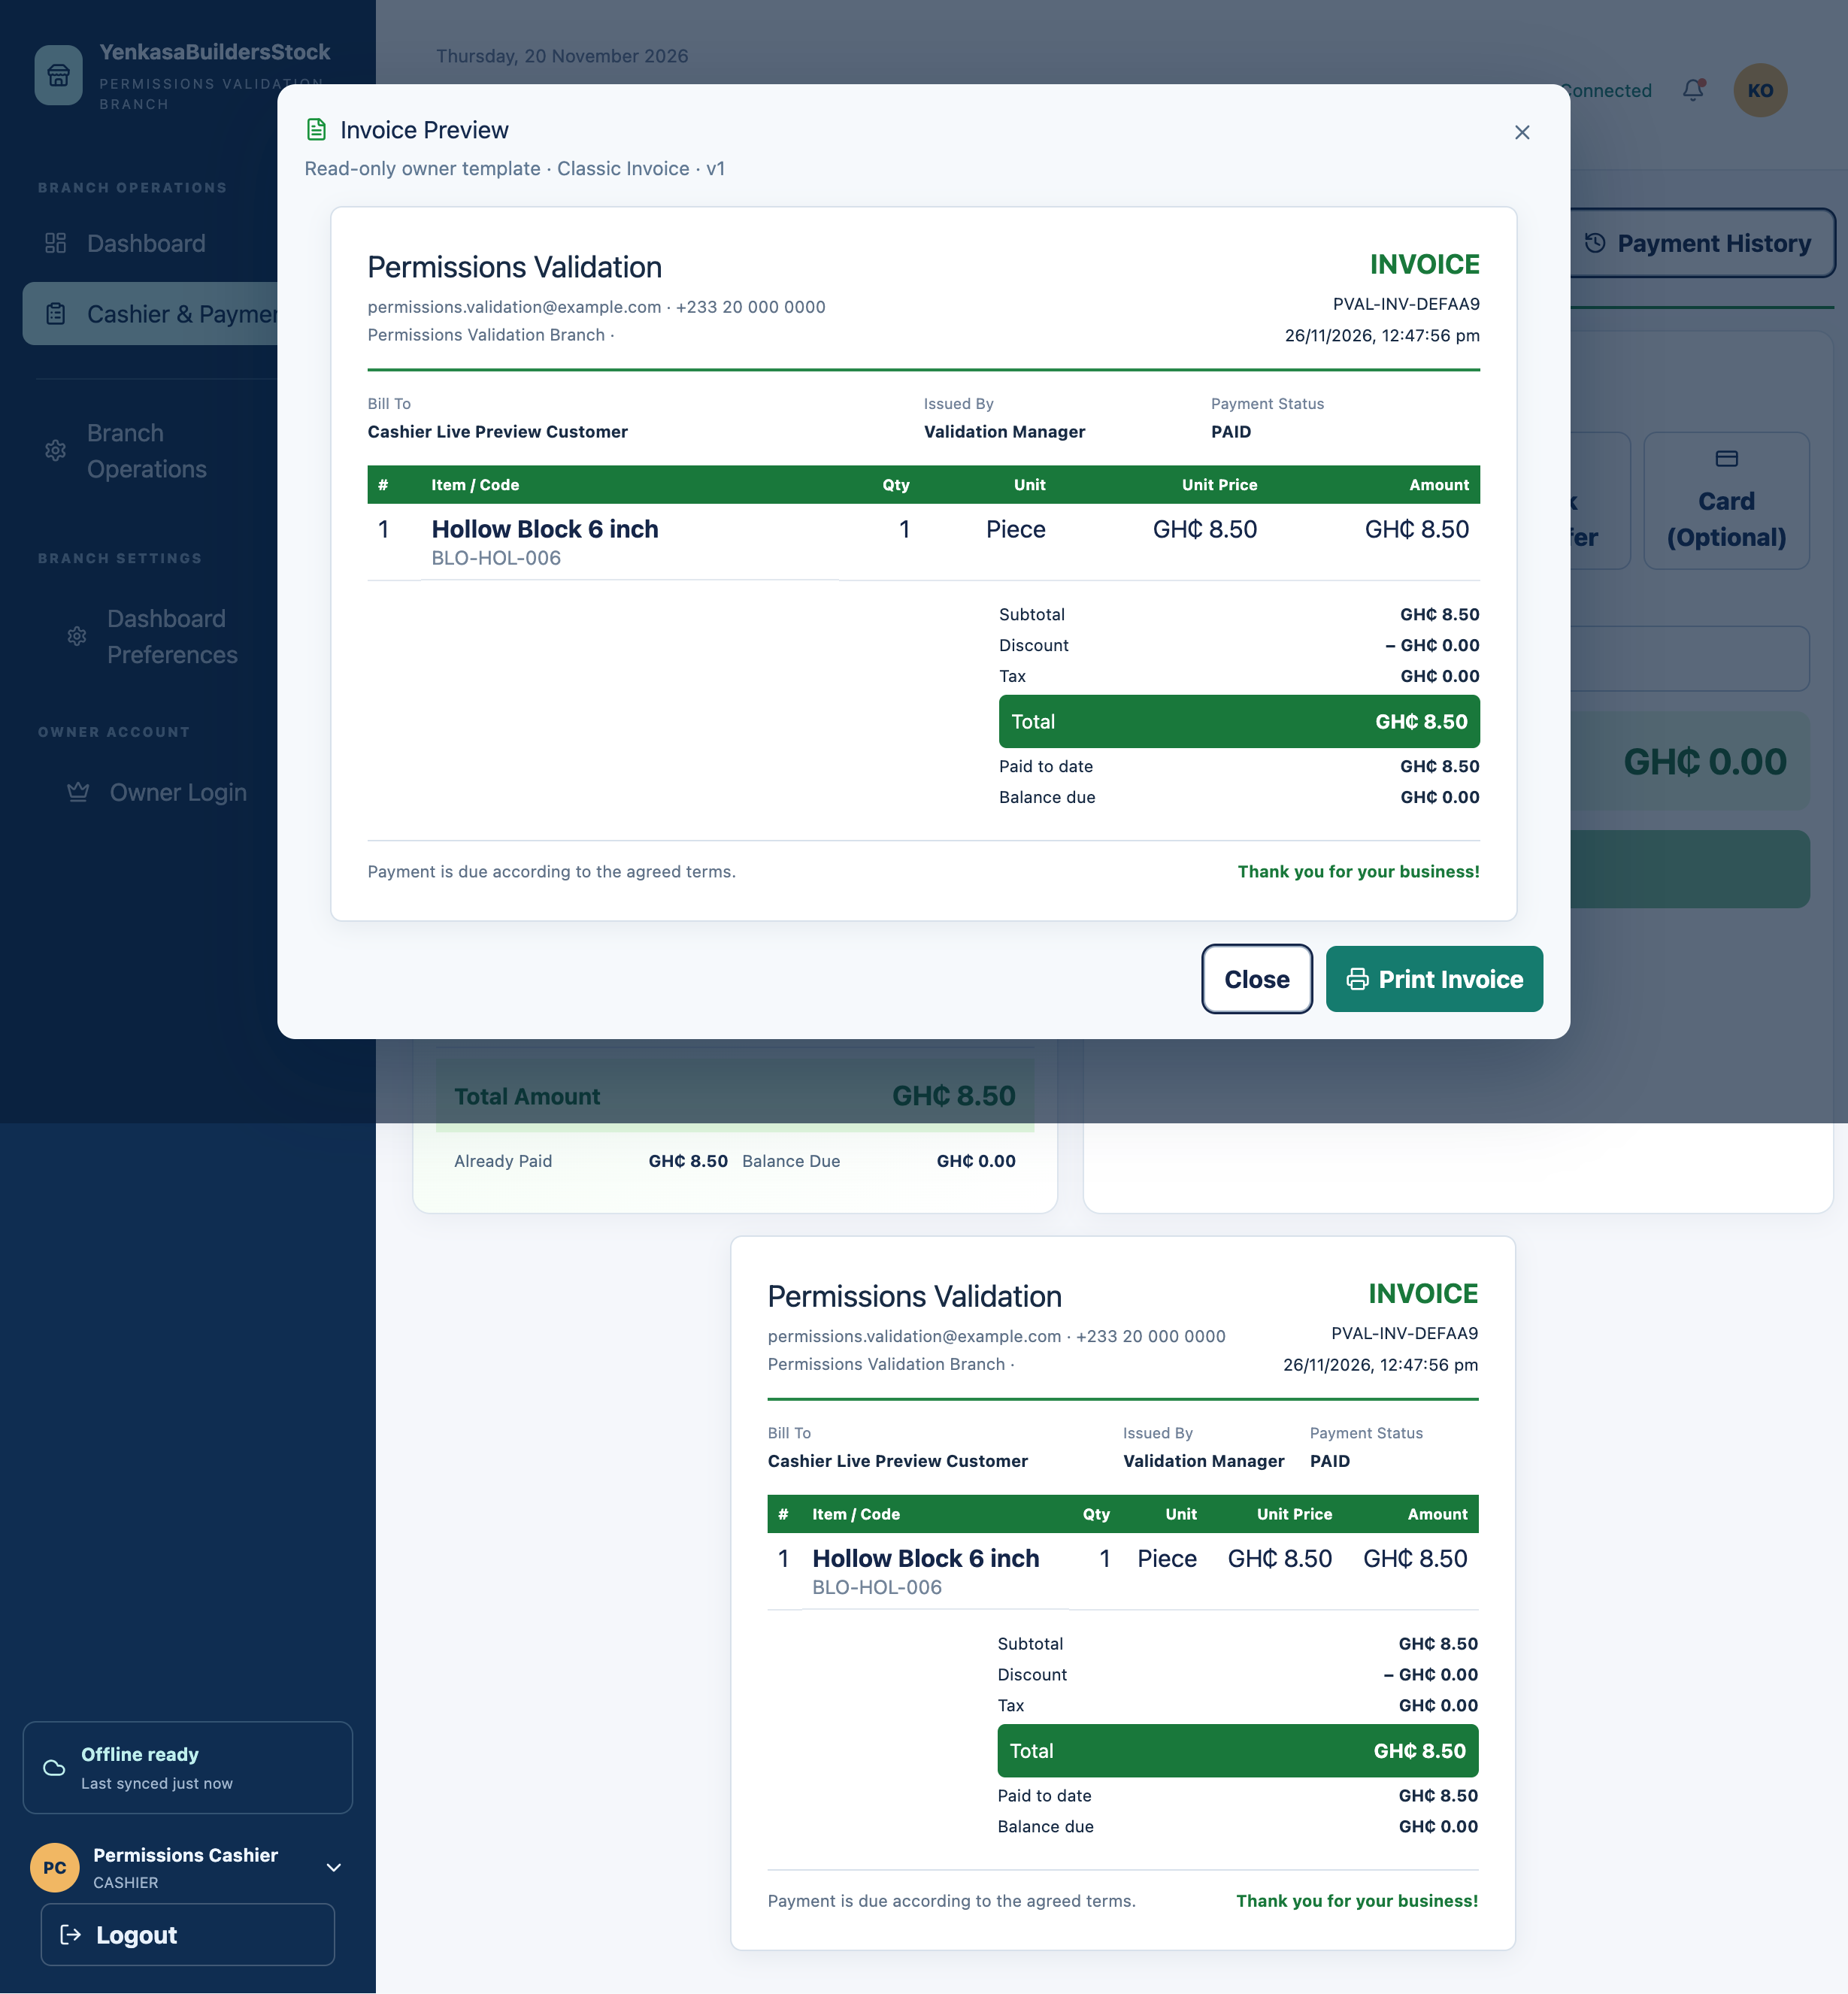 YenkasaBuildersStock
PERMISSIONS VALIDATION
BRANCH
BRANCH OPERATIONS
Dashboard
Cashier & Paymen
Branch
Operations
BRANCH SETTINGS
Dashboard
Preferences
OWNER ACCOUNT
Owner Login
Offline ready
Last synced just now
PC
Permissions Cashier
CASHIER
Logout
Thursday, 20 November 2026
Connected
KO
Payment History
Card
(Optional)
GH₵ 0.00
Invoice Preview
Read-only owner template · Classic Invoice · v1
Permissions Validation
INVOICE
permissions.validation@example.com · +233 20 000 0000
PVAL-INV-DEFAA9
Permissions Validation Branch ·
26/11/2026, 12:47:56 pm
Bill To Issued By Payment Status
Cashier Live Preview Customer Validation Manager PAID
# Item / Code Qty Unit Unit Price Amount
1 Hollow Block 6 inch 1 Piece GH₵ 8.50 GH₵ 8.50
BLO-HOL-006
Subtotal GH₵ 8.50
Discount – GH₵ 0.00
Tax GH₵ 0.00
Total GH₵ 8.50
Paid to date GH₵ 8.50
Balance due GH₵ 0.00
Payment is due according to the agreed terms. Thank you for your business!
Close Print Invoice
Total Amount GH₵ 8.50
Already Paid GH₵ 8.50 Balance Due GH₵ 0.00
Permissions Validation
INVOICE
permissions.validation@example.com · +233 20 000 0000
PVAL-INV-DEFAA9
Permissions Validation Branch ·
26/11/2026, 12:47:56 pm
Bill To Issued By Payment Status
Cashier Live Preview Customer Validation Manager PAID
# Item / Code Qty Unit Unit Price Amount
1 Hollow Block 6 inch 1 Piece GH₵ 8.50 GH₵ 8.50
BLO-HOL-006
Subtotal GH₵ 8.50
Discount – GH₵ 0.00
Tax GH₵ 0.00
Total GH₵ 8.50
Paid to date GH₵ 8.50
Balance due GH₵ 0.00
Payment is due according to the agreed terms. Thank you for your business!